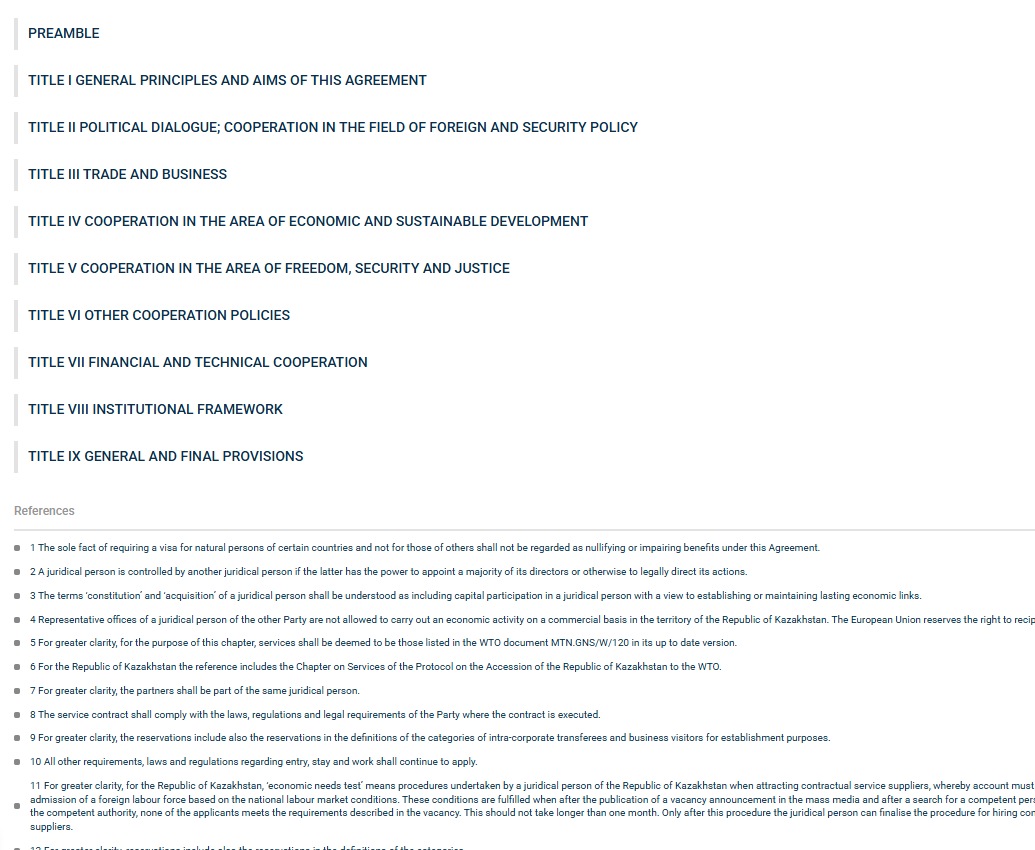 PREAMBLE
TITLE I GENERAL PRINCIPLES AND AIMS OF THIS AGREEMENT
TITLE II POLITICAL DIALOGUE; COOPERATION IN THE FIELD OF FOREIGN AND SECURITY POLICY
TITLE III TRADE AND BUSINESS
TITLE IV COOPERATION IN THE AREA OF ECONOMIC AND SUSTAINABLE DEVELOPMENT
TITLE V COOPERATION IN THE AREA OF FREEDOM, SECURITY AND JUSTICE
TITLE VI OTHER COOPERATION POLICIES
TITLE VII FINANCIAL AND TECHNICAL COOPERATION
TITLE VIII INSTITUTIONAL FRAMEWORK
TITLE IX GENERAL AND FINAL PROVISIONS
References
1 The sole fact of requiring a visa for natural persons of certain countries and not for those of others shall not be regarded as nullifying or impairing benefits under this Agreement.
2 A juridical person is controlled by another juridical person if the latter has the power to appoint a majority of its directors or otherwise to legally direct its actions.
3 The terms ‘constitution’ and ‘acquisition’ of a juridical person shall be understood as including capital participation in a juridical person with a view to establishing or maintaining lasting economic links.
4 Representative offices of a juridical person of the other Party are not allowed to carry out an economic activity on a commercial basis in the territory of the Republic of Kazakhstan. The European Union reserves the right to recip
5 For greater clarity, for the purpose of this chapter, services shall be deemed to be those listed in the WTO document MTN.GNS/W/120 in its up to date version.
6 For the Republic of Kazakhstan the reference includes the Chapter on Services of the Protocol on the Accession of the Republic of Kazakhstan to the WTO.
7 For greater clarity, the partners shall be part of the same juridical person.
8 The service contract shall comply with the laws, regulations and legal requirements of the Party where the contract is executed.
9 For greater clarity, the reservations include also the reservations in the definitions of the categories of intra-corporate transferees and business visitors for establishment purposes.
10 All other requirements, laws and regulations regarding entry, stay and work shall continue to apply.
11 For greater clarity, for the Republic of Kazakhstan, ‘economic needs test’ means procedures undertaken by a juridical person of the Republic of Kazakhstan when attracting contractual service suppliers, whereby account must
admission of a foreign labour force based on the national labour market conditions. These conditions are fulfilled when after the publication of a vacancy announcement in the mass media and after a search for a competent pers
the competent authority, none of the applicants meets the requirements described in the vacancy. This should not take longer than one month. Only after this procedure the juridical person can finalise the procedure for hiring con
suppliers.
12 For greater clarity, reservations include also the reservations in the definitions of the categories.